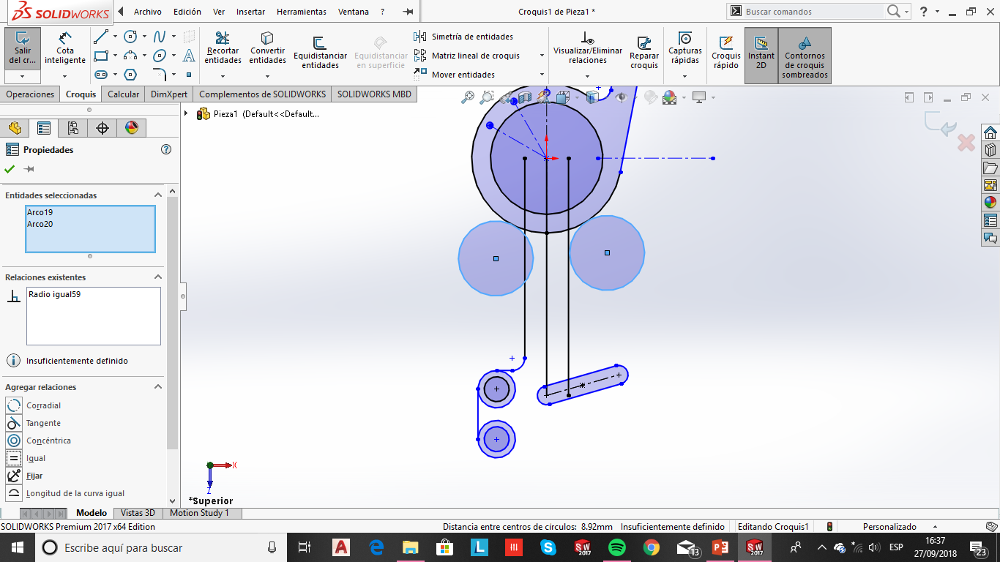 SOLIDWORKS
Archivo Edición Ver Insertar Herramientas Ventana ?
Croquis1 de Pieza1 *
Buscar comandos
?
Salir del cr...
Cota inteligente
Recortar entidades
Convertir entidades
Equidistanciar entidades
Equidistanciar en superficie
Simetría de entidades
Matriz lineal de croquis
Mover entidades
Visualizar/Eliminar relaciones
Reparar croquis
Capturas rápidas
Croquis rápido
Instant 2D
Contornos de croquis sombreados
Operaciones Croquis Calcular DimXpert Complementos de SOLIDWORKS SOLIDWORKS MBD
Pieza1 (Default<<Default...
Propiedades
Entidades seleccionadas
Arco19
Arco20
Relaciones existentes
Radio igual59
Insuficientemente definido
Agregar relaciones
Corradial
Tangente
Concéntrica
Igual
Fijar
Longitud de la curva igual
X
Z
*Superior
Modelo Vistas 3D Motion Study 1
SOLIDWORKS Premium 2017 x64 Edition
Distancia entre centros de círculos: 8.92mm Insuficientemente definido Editando Croquis1 Personalizado
Escribe aquí para buscar
13
SW 2017
SW 2017
ESP
16:37
27/09/2018
23